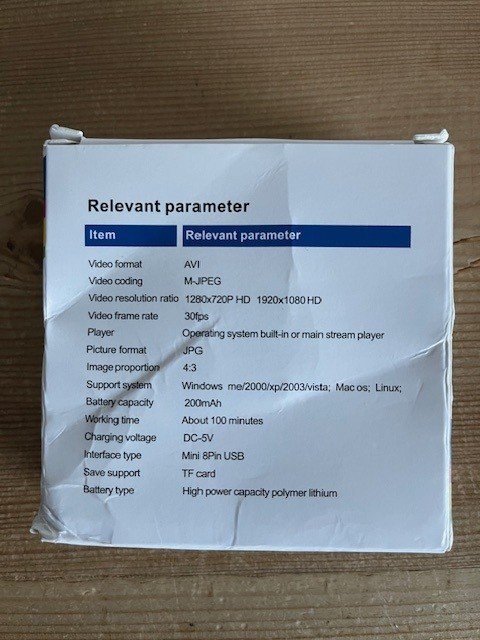 Relevant parameter
Item Relevant parameter
Video format AVI
Video coding M-JPEG
Video resolution ratio 1280x720P HD 1920x1080 HD
Video frame rate 30fps
Player Operating system built-in or main stream player
Picture format JPG
Image proportion 4:3
Support system Windows me/2000/xp/2003/vista; Mac os; Linux;
Battery capacity 200mAh
Working time About 100 minutes
Charging voltage DC-5V
Interface type Mini 8Pin USB
Save support TF card
Battery type High power capacity polymer lithium